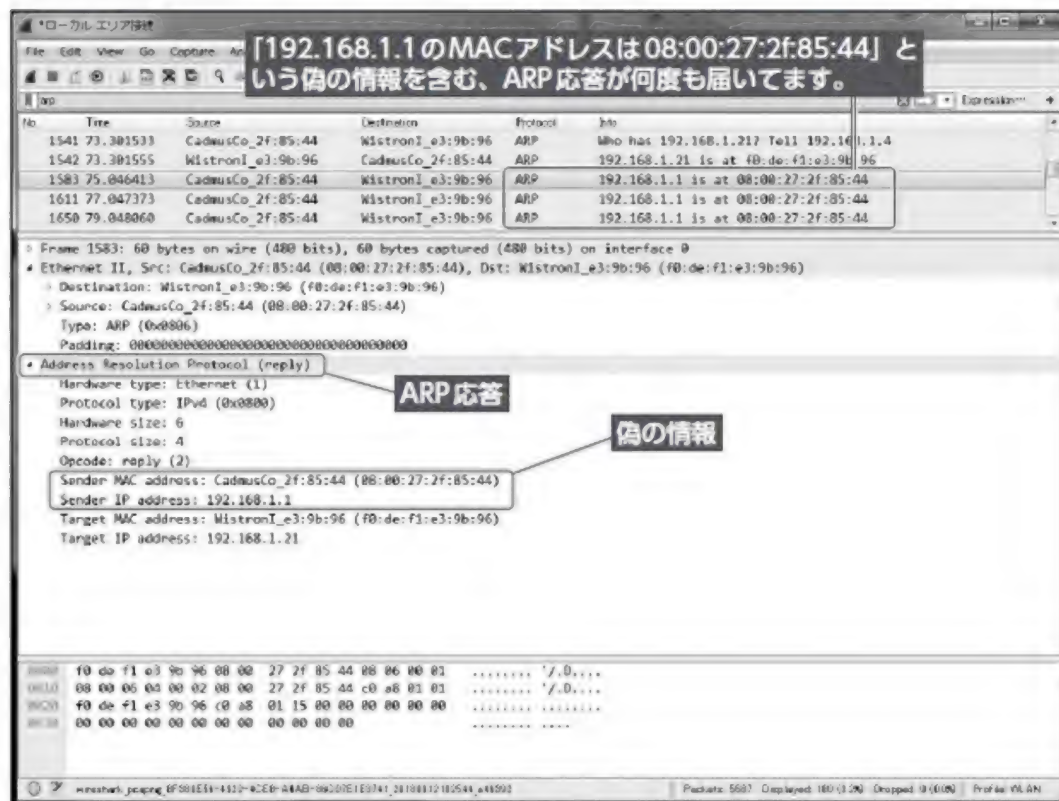 *ローカル エリア接続
File Edit View Go Capture
「192.168.1.1のMACアドレスは08:00:27:2f:85:44」と
いう偽の情報を含む、ARP応答が何度も届いてます。
arp
Expression…
No. Time Source Destination Protocol Info
1541 73.301533 CadmusCo_2f:85:44 WistronI_e3:9b:96 ARP Who has 192.168.1.21? Tell 192.168.1.4
1542 73.301555 WistronI_e3:9b:96 CadmusCo_2f:85:44 ARP 192.168.1.21 is at f0:de:f1:e3:9b:96
1583 75.046413 CadmusCo_2f:85:44 WistronI_e3:9b:96 ARP 192.168.1.1 is at 08:00:27:2f:85:44
1611 77.047373 CadmusCo_2f:85:44 WistronI_e3:9b:96 ARP 192.168.1.1 is at 08:00:27:2f:85:44
1650 79.048060 CadmusCo_2f:85:44 WistronI_e3:9b:96 ARP 192.168.1.1 is at 08:00:27:2f:85:44
Frame 1583: 60 bytes on wire (480 bits), 60 bytes captured (480 bits) on interface 0
Ethernet II, Src: CadmusCo_2f:85:44 (08:00:27:2f:85:44), Dst: WistronI_e3:9b:96 (f0:de:f1:e3:9b:96)
Destination: WistronI_e3:9b:96 (f0:de:f1:e3:9b:96)
Source: CadmusCo_2f:85:44 (08:00:27:2f:85:44)
Type: ARP (0x0806)
Padding: 000000000000000000000000000000000000
Address Resolution Protocol (reply)
Hardware type: Ethernet (1)
ARP応答
Protocol type: IPv4 (0x0800)
Hardware size: 6
Protocol size: 4
偽の情報
Opcode: reply (2)
Sender MAC address: CadmusCo_2f:85:44 (08:00:27:2f:85:44)
Sender IP address: 192.168.1.1
Target MAC address: WistronI_e3:9b:96 (f0:de:f1:e3:9b:96)
Target IP address: 192.168.1.21
f0 de f1 e3 9b 96 08 00 27 2f 85 44 08 06 00 01 ........ '/.D....
08 00 06 04 00 02 08 00 27 2f 85 44 c0 a8 01 01 ........ '/.D....
f0 de f1 e3 9b 96 c0 a8 01 15 00 00 00 00 00 00 ........ ........
00 00 00 00 00 00 00 00 00 00 00 00 ........ ....
Packets: 5687 Displayed: 180 Dropped: 0 Profile: WLAN